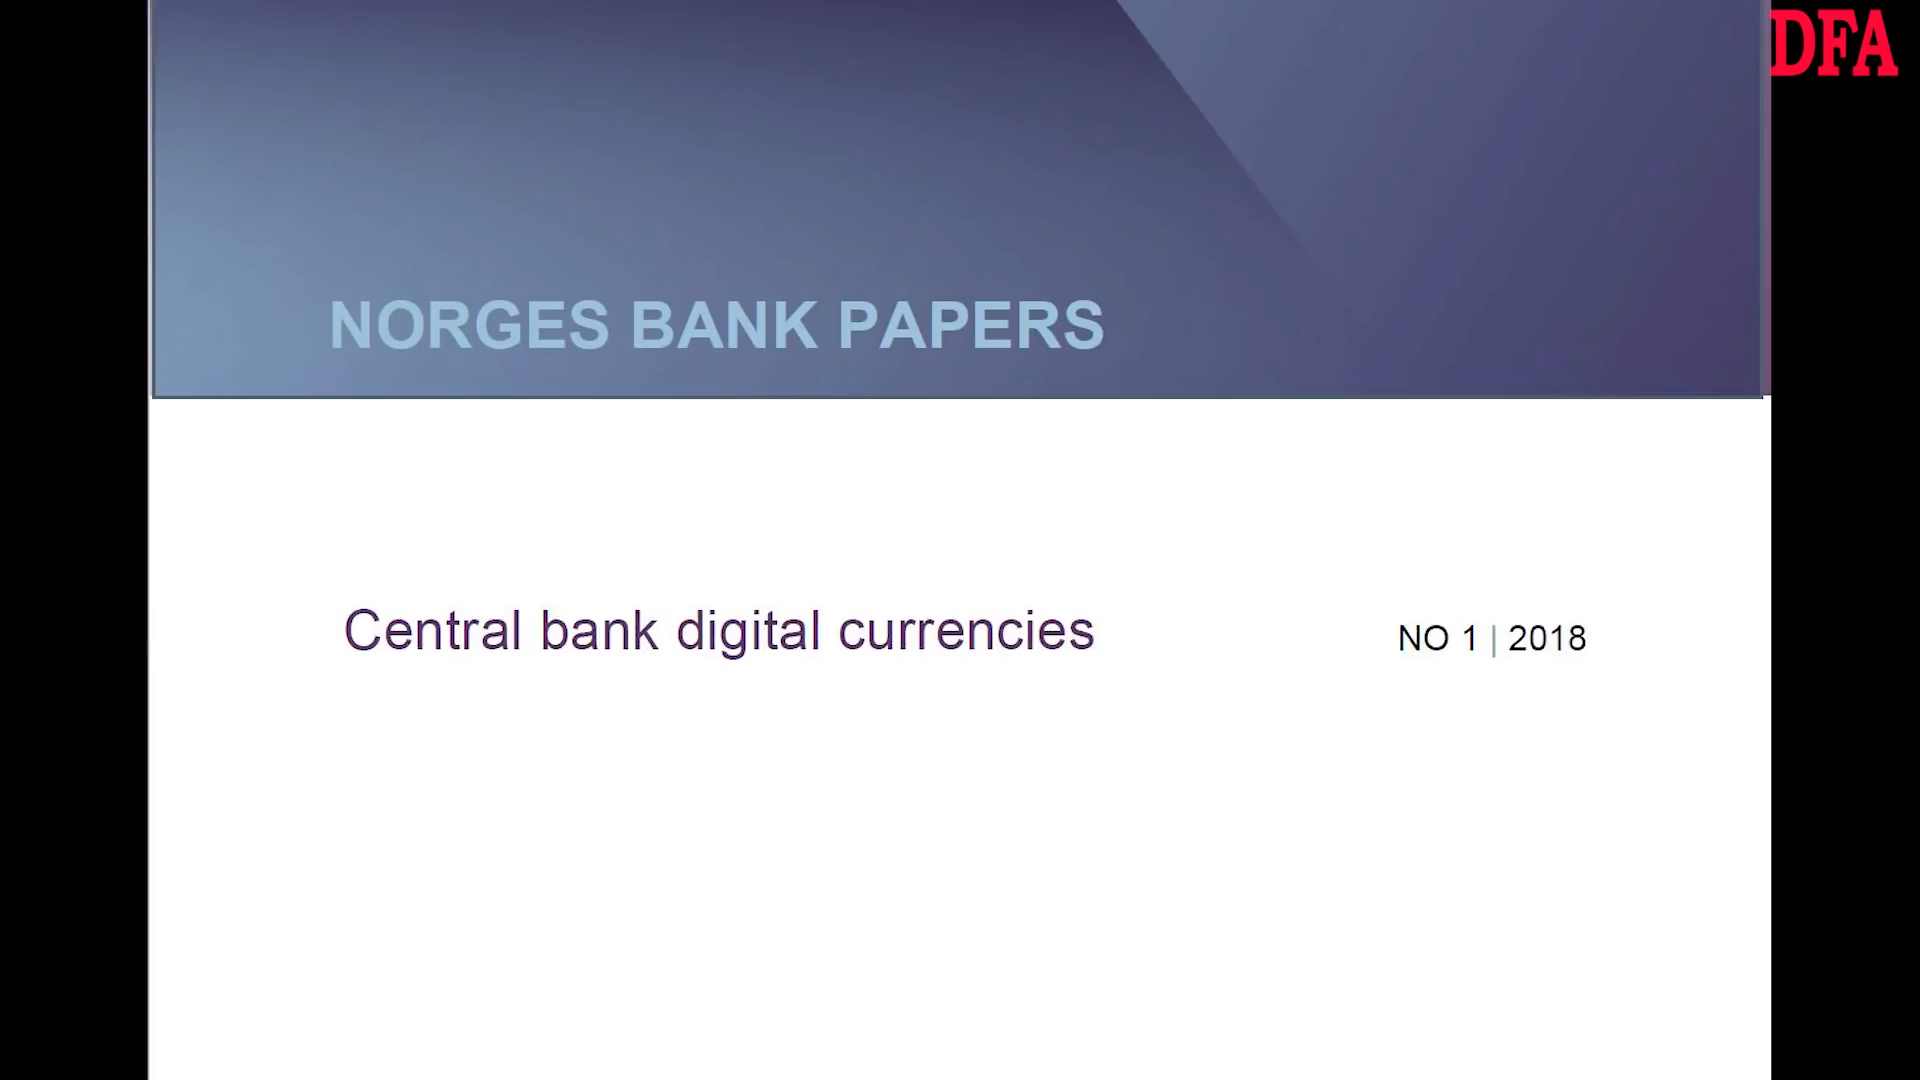 DFA
NORGES BANK PAPERS
Central bank digital currencies
NO 1 | 2018